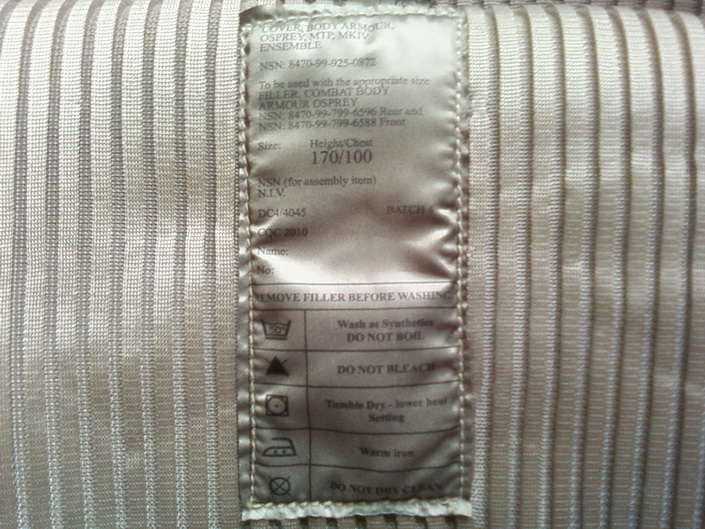 COVER, BODY ARMOUR,
OSPREY, MTP, MKIV
ENSEMBLE
NSN: 8470-99-925-0872
To be used with the appropriate size
FILLER, COMBAT BODY
ARMOUR OSPREY
NSN: 8470-99-799-6596 Rear and
NSN: 8470-99-799-6588 Front
Size: Height/Chest
170/100
NSN (for assembly item)
N.I.V.
DC4/4045 BATCH
CQC 2010
Name:
No:
REMOVE FILLER BEFORE WASHING
Wash as Synthetics
DO NOT BOIL
DO NOT BLEACH
Tumble Dry - lower heat
Setting
Warm iron
DO NOT DRY CLEAN